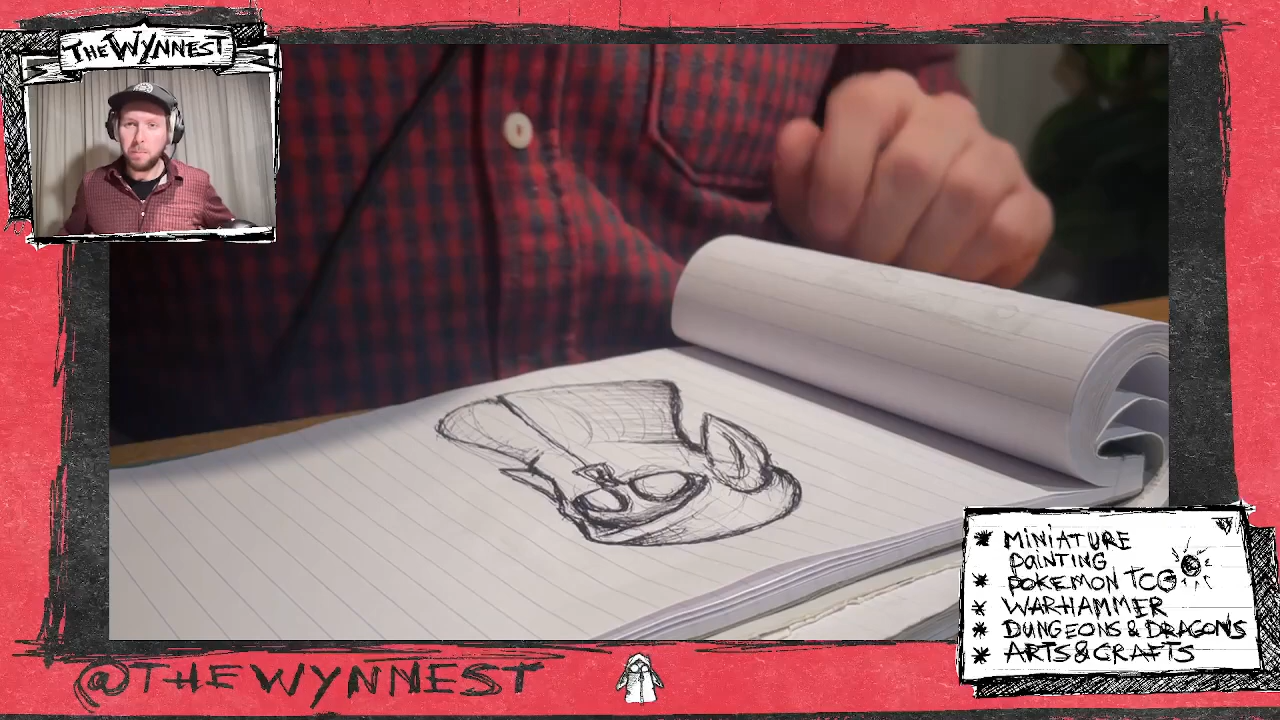 THEWYNNEST
* MINIATURE
PAINTING
* POKEMON TCG
* WARHAMMER
* DUNGEONS & DRAGONS
* ARTS & CRAFTS
@THEWYNNEST